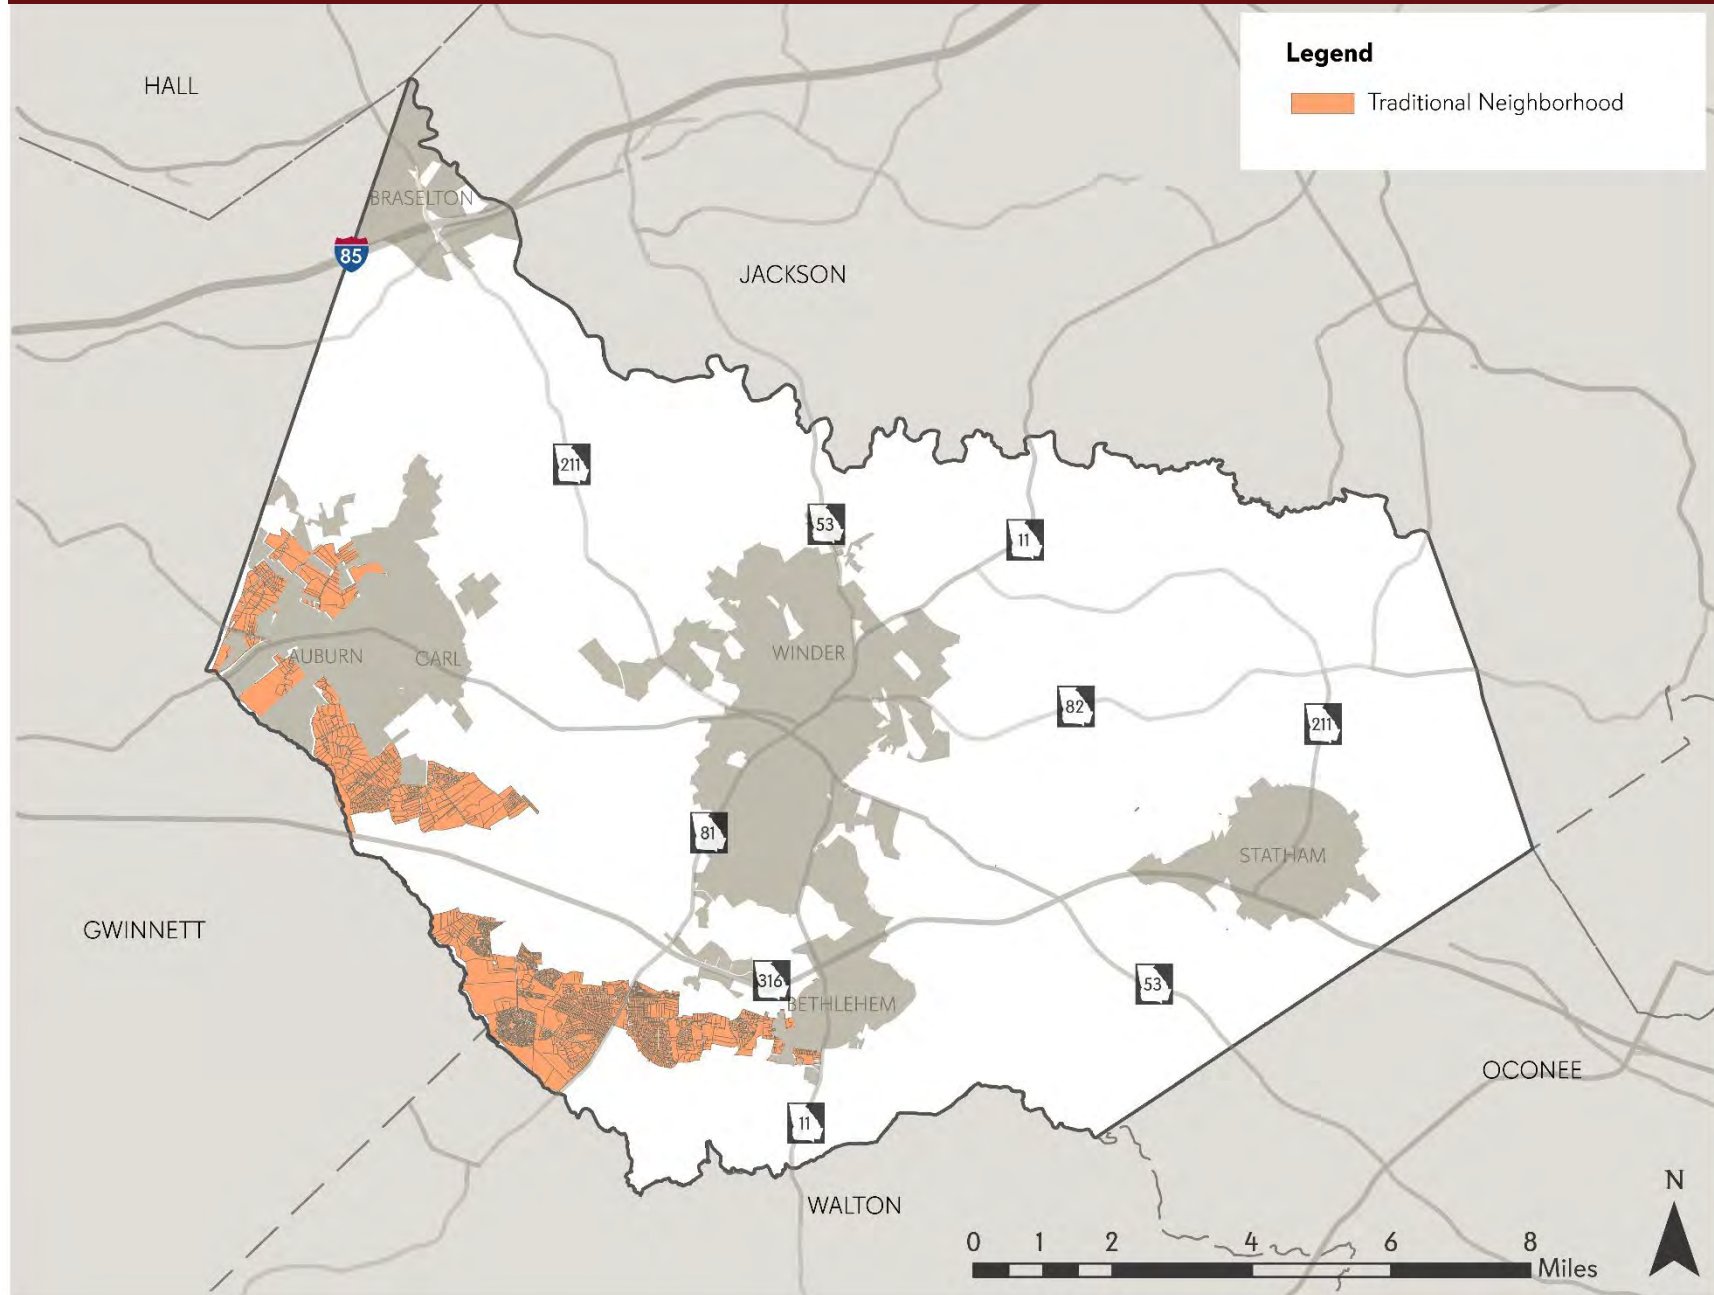 Legend
Traditional Neighborhood
HALL
BRASELTON
85
JACKSON
211
53
11
AUBURN
CARL
WINDER
82
211
81
STATHAM
GWINNETT
316
BETHLEHEM
53
OCONEE
11
WALTON
N
0 1 2 4 6 8
Miles